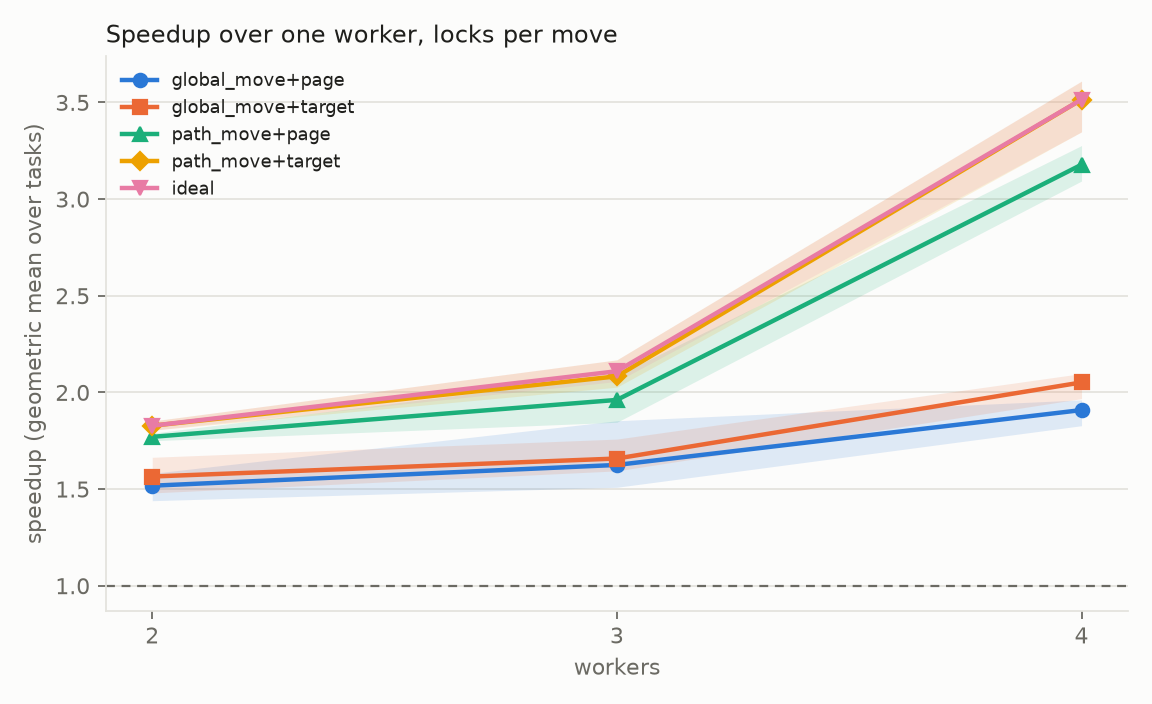 Speedup over one worker, locks per move
global_move+page
global_move+target
path_move+page
path_move+target
ideal
3.5
3.0
2.5
2.0
1.5
1.0
speedup (geometric mean over tasks)
2
3
4
workers